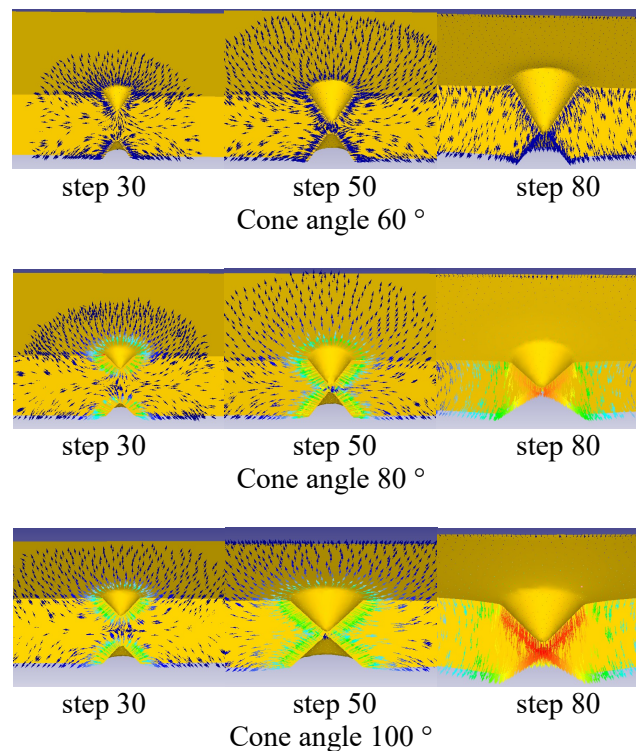 step 30 step 50 step 80
Cone angle 60 °
step 30 step 50 step 80
Cone angle 80 °
step 30 step 50 step 80
Cone angle 100 °